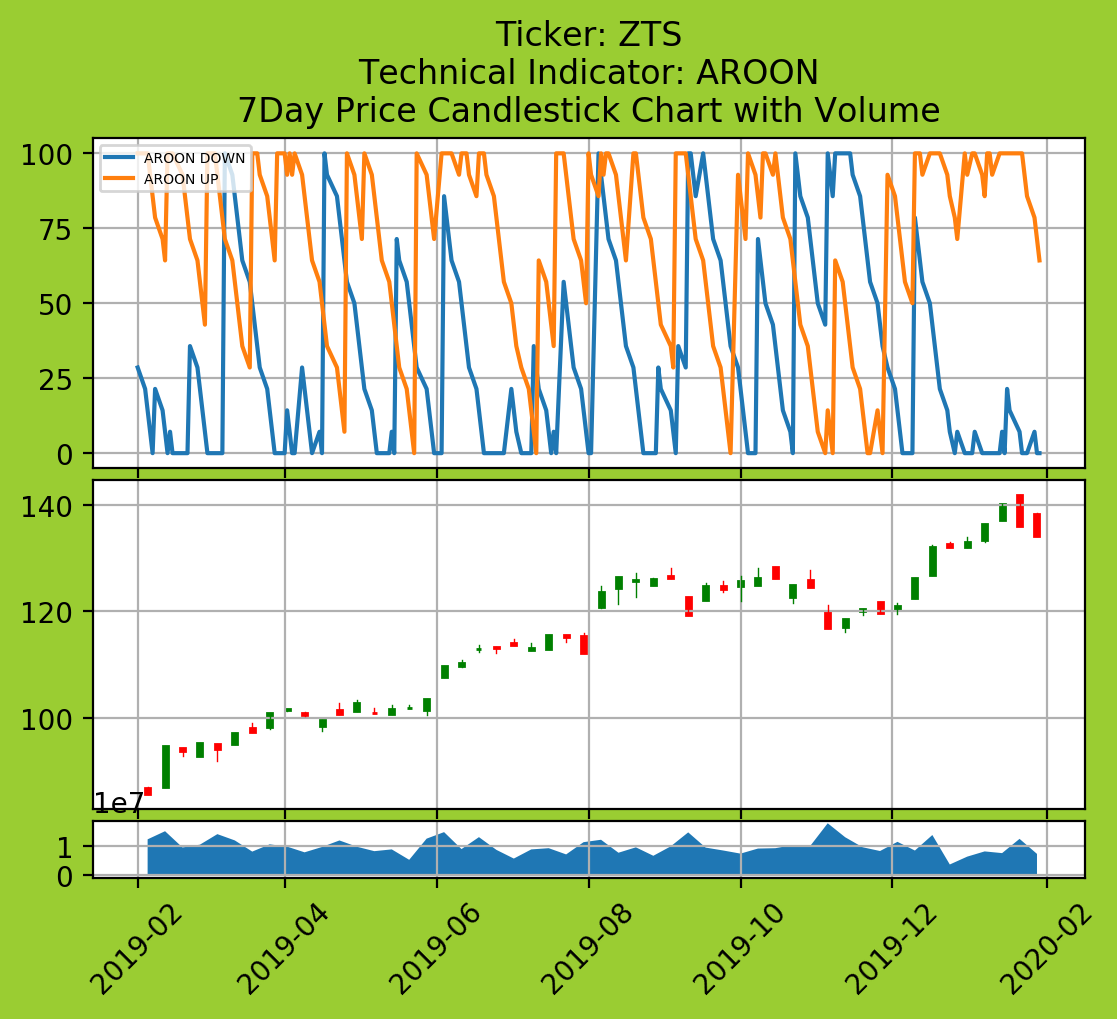 Ticker: ZTS
Technical Indicator: AROON
7Day Price Candlestick Chart with Volume
100
75
50
25
0
AROON DOWN
AROON UP
140
120
100
1e7
1
0
2019-02
2019-04
2019-06
2019-08
2019-10
2019-12
2020-02